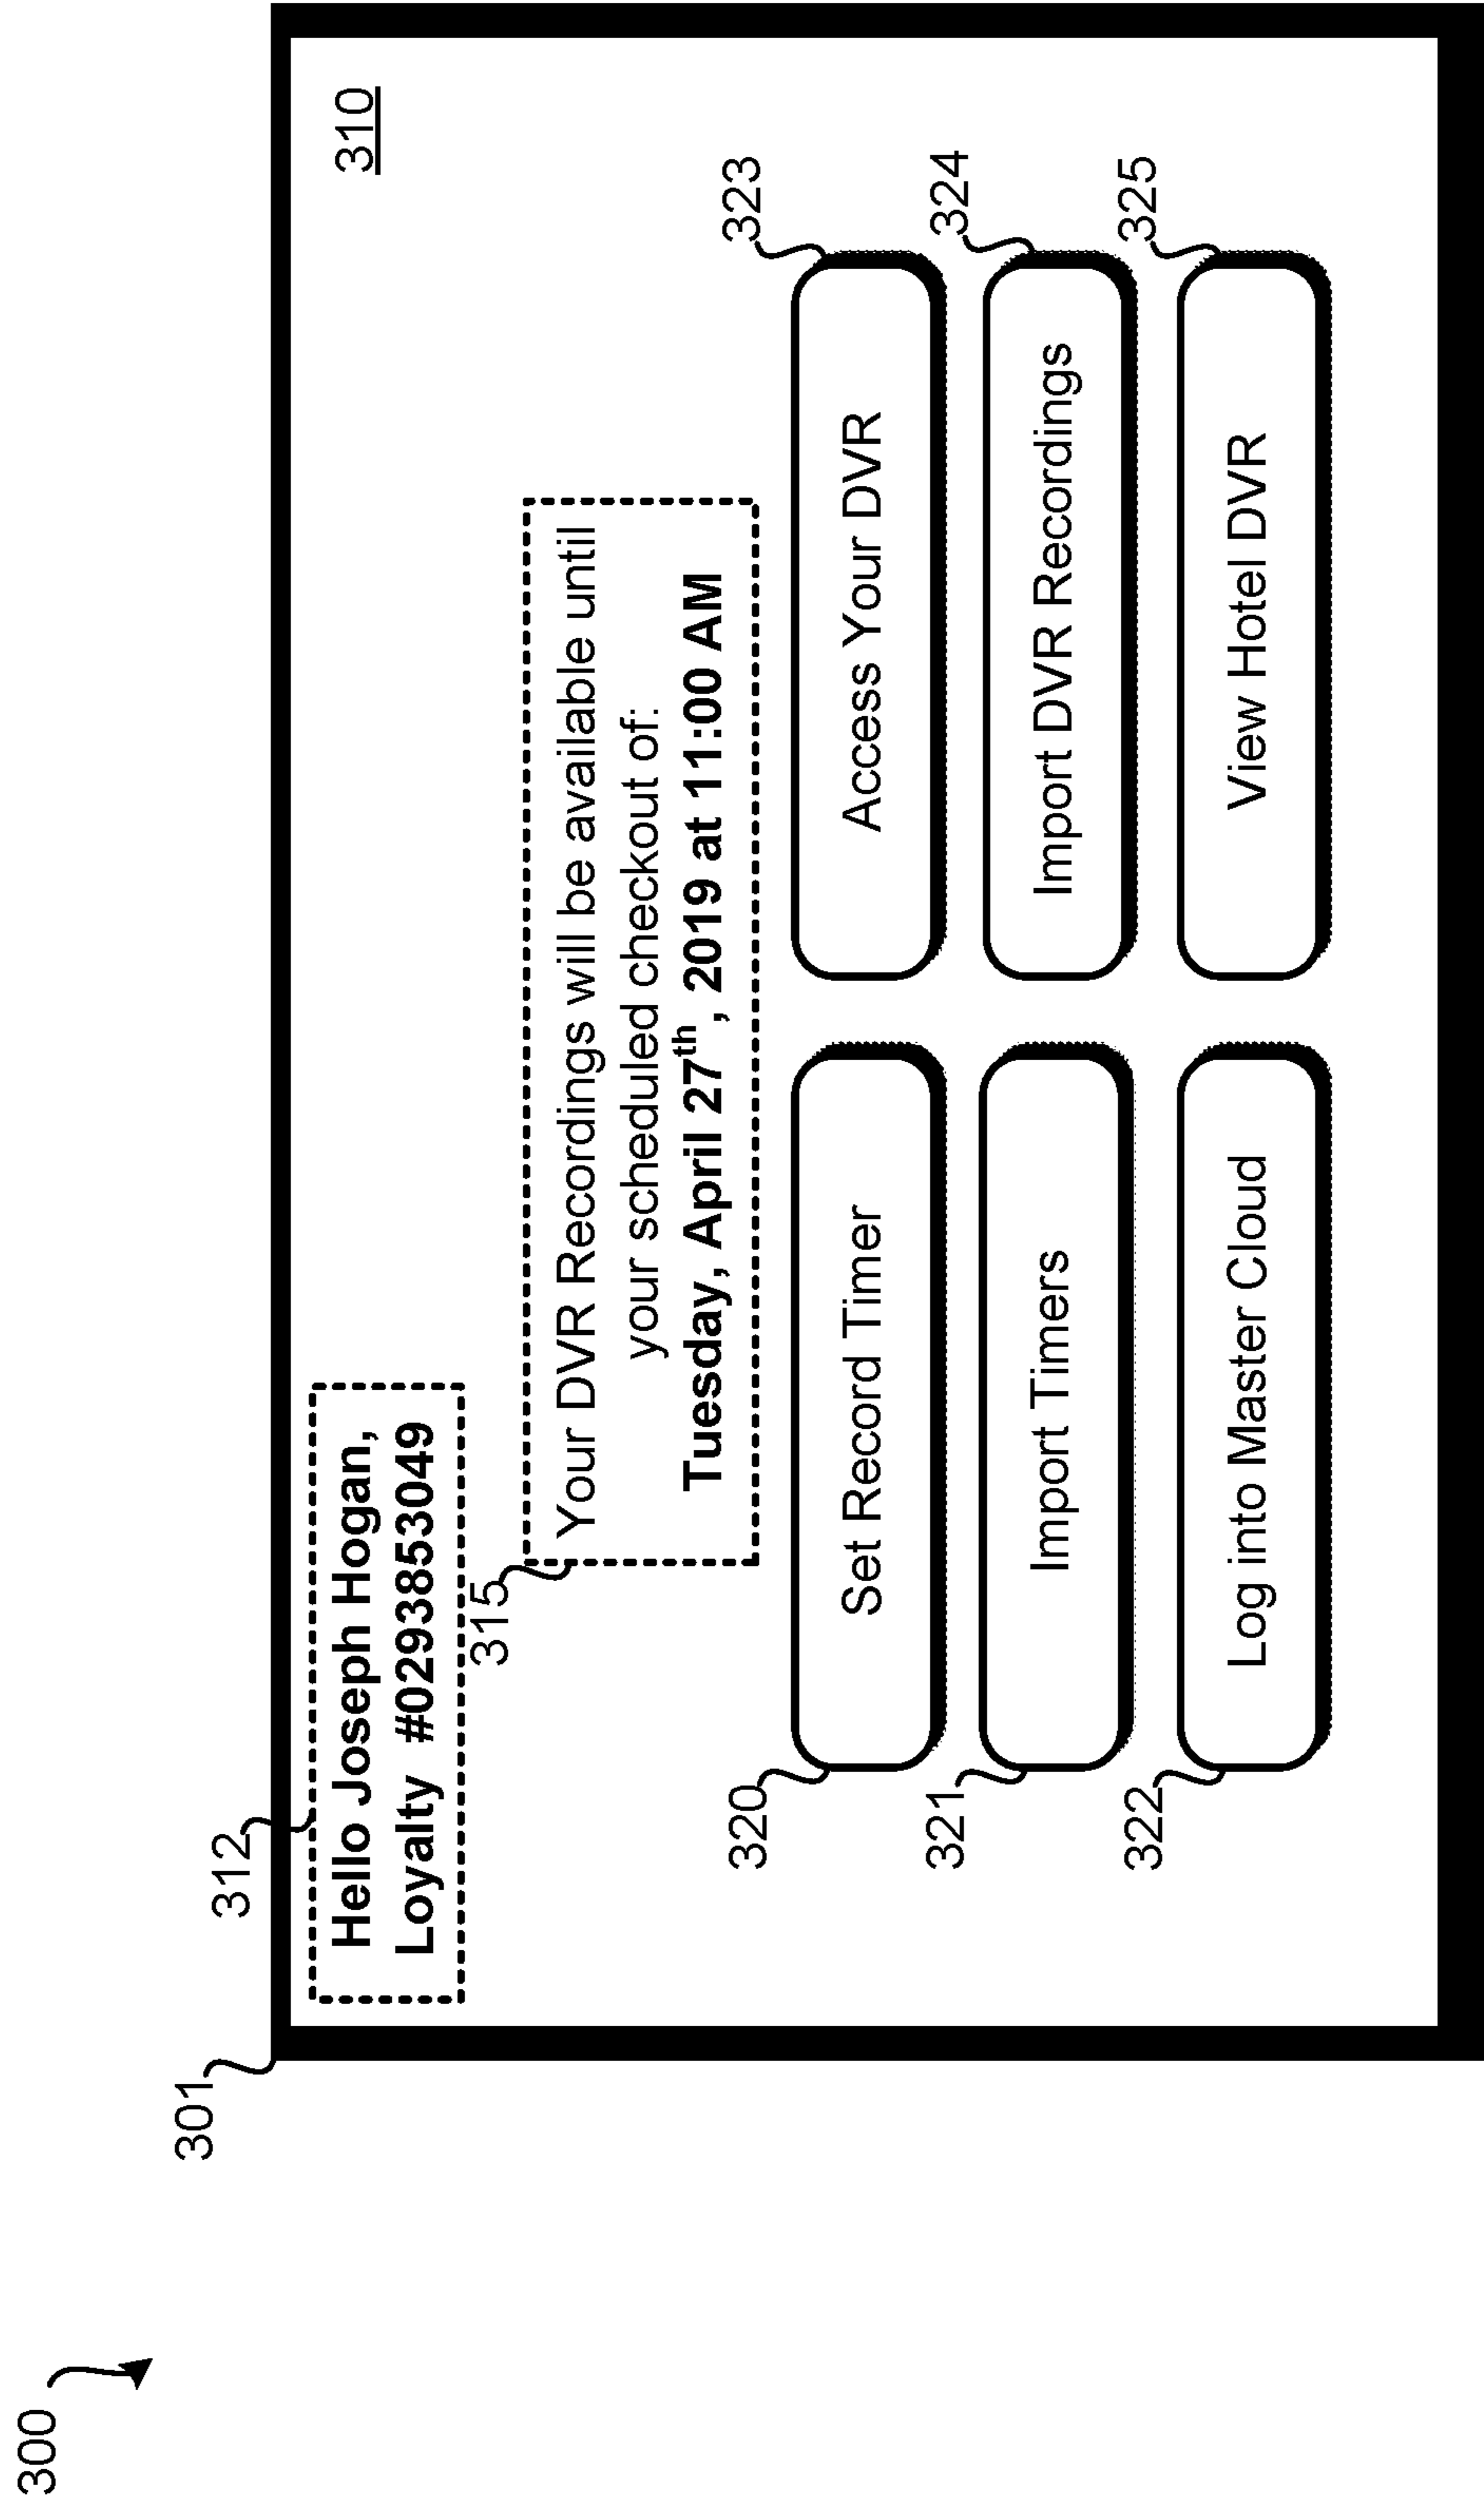 300
301
310
312
Hello Joseph Hogan,
Loyalty #0293853049
315
Your DVR Recordings will be available until
your scheduled checkout of:
Tuesday, April 27th, 2019 at 11:00 AM
320
Set Record Timer
Access Your DVR
323
321
Import Timers
Import DVR Recordings
324
322
Log into Master Cloud
View Hotel DVR
325